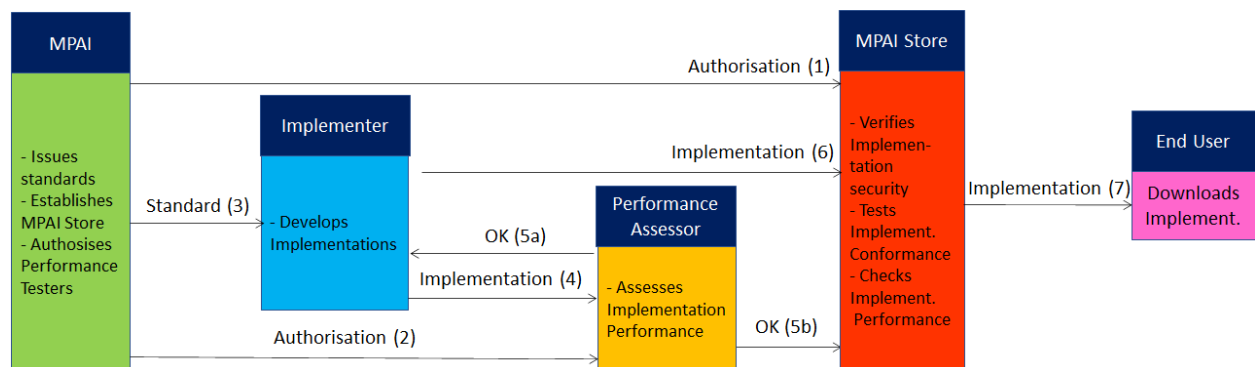 MPAI
- Issues
standards
- Establishes
MPAI Store
- Authosises
Performance
Testers
Authorisation (1)
Standard (3)
Authorisation (2)
Implementer
- Develops
Implementations
Implementation (6)
OK (5a)
Implementation (4)
Performance
Assessor
- Assesses
Implementation
Performance
OK (5b)
MPAI Store
- Verifies
Implemen-
tation
security
- Tests
Implement.
Conformance
- Checks
Implement.
Performance
Implementation (7)
End User
Downloads
Implement.